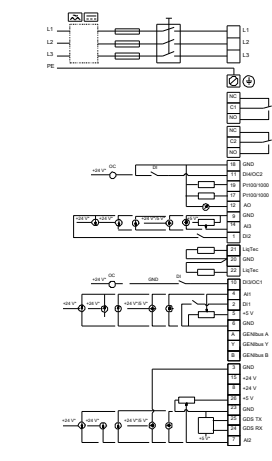 L1 L1
L2 L2
L3 L3
PE
NC
C1
NO
NC
C2
NO
18 GND
+24 V* OC DI 11 DI4/OC2
19 Pt100/1000
17 Pt100/1000
12 AO
9 GND
+24 V* +24 V* +24 V*/5 V* +5 V* 14 AI3
1 DI2
21 LiqTec
20 GND
22 LiqTec
+24 V* OC GND DI 10 DI3/OC1
4 AI1
+24 V* +24 V* +24 V*/5 V* 2 DI1
5 +5 V
6 GND
A GENIbus A
Y GENIbus Y
B GENIbus B
3 GND
15 +24 V
8 +24 V
26 +5 V
23 GND
25 GDS TX
+24 V* +24 V* +24 V*/5 V* 24 GDS RX
+5 V* 7 AI2